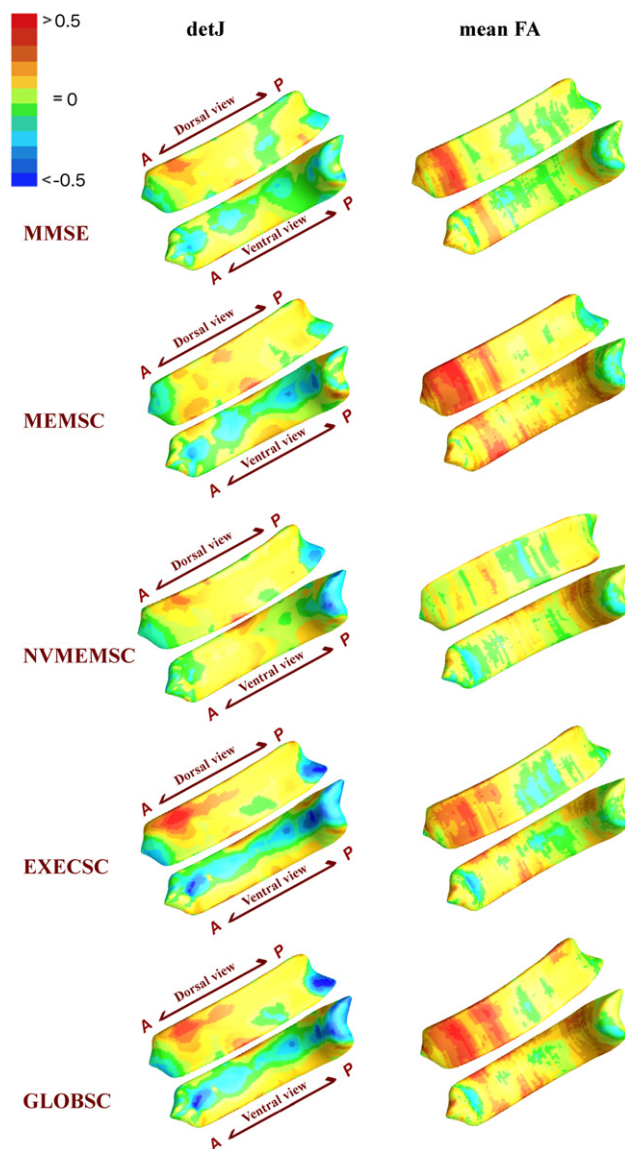 detJ
mean FA
>0.5
= 0
<-0.5
A Dorsal view P
MMSE
A Ventral view P
A Dorsal view P
MEMSC
A Ventral view P
A Dorsal view P
NVMEMSC
A Ventral view P
A Dorsal view P
EXECSC
A Ventral view P
A Dorsal view P
GLOBSC
A Ventral view P